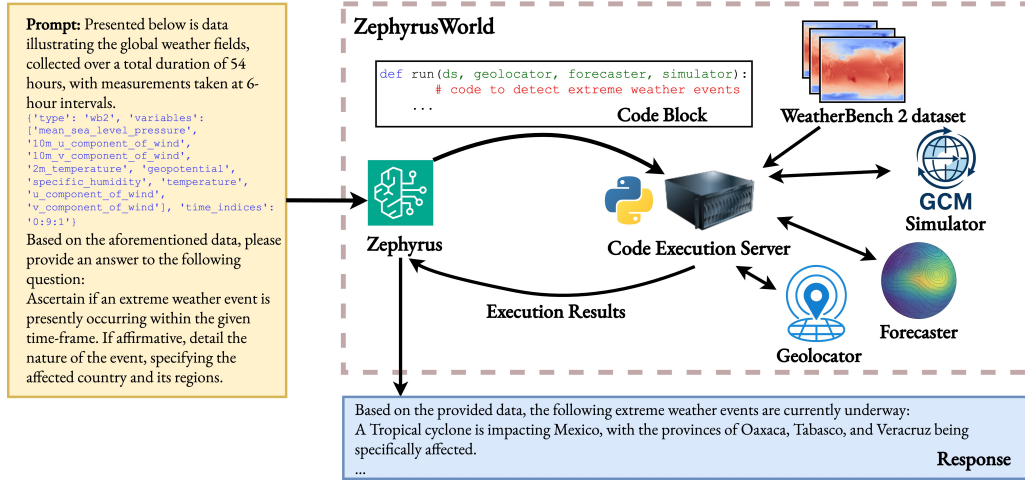 Prompt: Presented below is data
illustrating the global weather fields,
collected over a total duration of 54
hours, with measurements taken at 6-
hour intervals.
{'type': 'wb2', 'variables':
['mean_sea_level_pressure',
'10m_u_component_of_wind',
'10m_v_component_of_wind',
'2m_temperature', 'geopotential',
'specific_humidity', 'temperature',
'u_component_of_wind',
'v_component_of_wind'], 'time_indices':
'0:9:1'}
Based on the aforementioned data, please
provide an answer to the following
question:
Ascertain if an extreme weather event is
presently occurring within the given
time-frame. If affirmative, detail the
nature of the event, specifying the
affected country and its regions.
ZephyrusWorld
def run(ds, geolocator, forecaster, simulator):
# code to detect extreme weather events
...
Code Block
WeatherBench 2 dataset
GCM
Simulator
Zephyrus
Code Execution Server
Execution Results
Forecaster
Geolocator
Based on the provided data, the following extreme weather events are currently underway:
A Tropical cyclone is impacting Mexico, with the provinces of Oaxaca, Tabasco, and Veracruz being
specifically affected.
...
Response